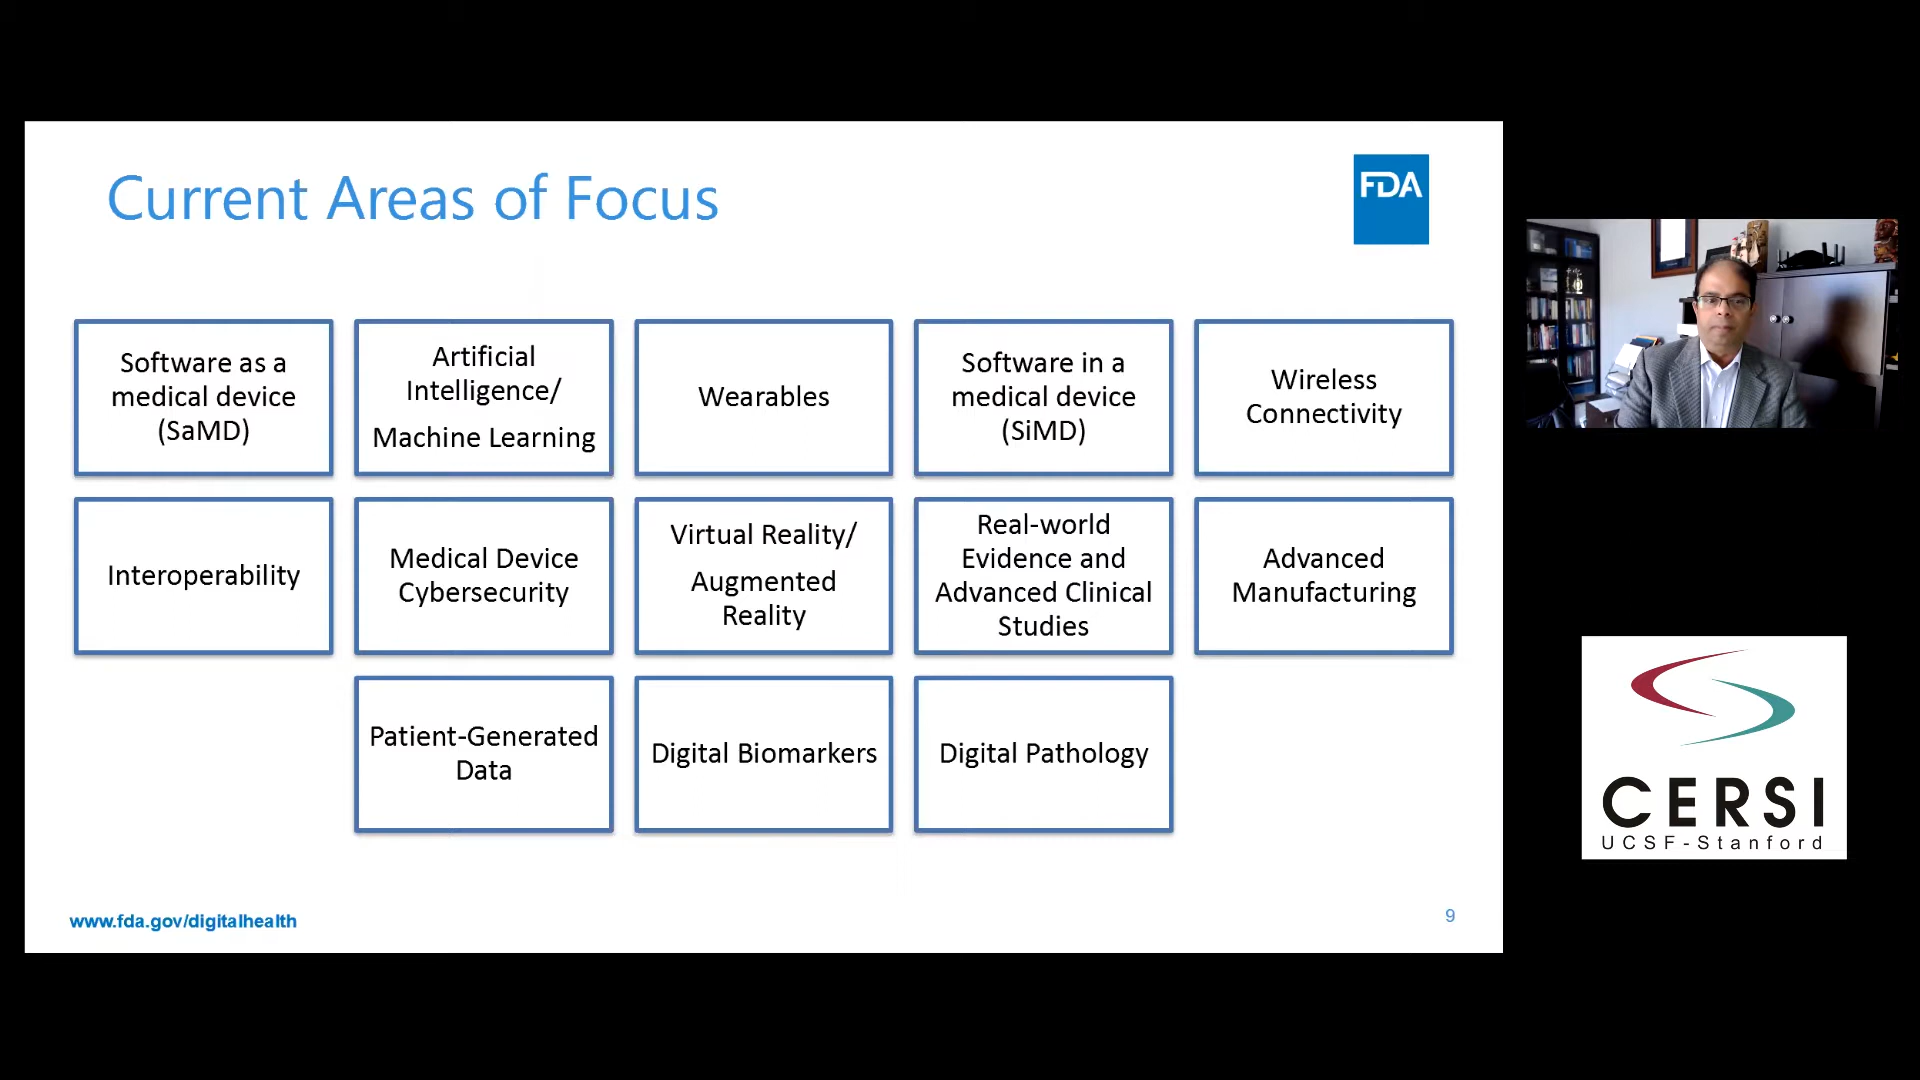 Current Areas of Focus
FDA
Software as a
medical device
(SaMD)
Artificial
Intelligence/
Machine Learning
Wearables
Software in a
medical device
(SiMD)
Wireless
Connectivity
Interoperability
Medical Device
Cybersecurity
Virtual Reality/
Augmented
Reality
Real-world
Evidence and
Advanced Clinical
Studies
Advanced
Manufacturing
Patient-Generated
Data
Digital Biomarkers
Digital Pathology
www.fda.gov/digitalhealth
9
CERSI
UCSF-Stanford